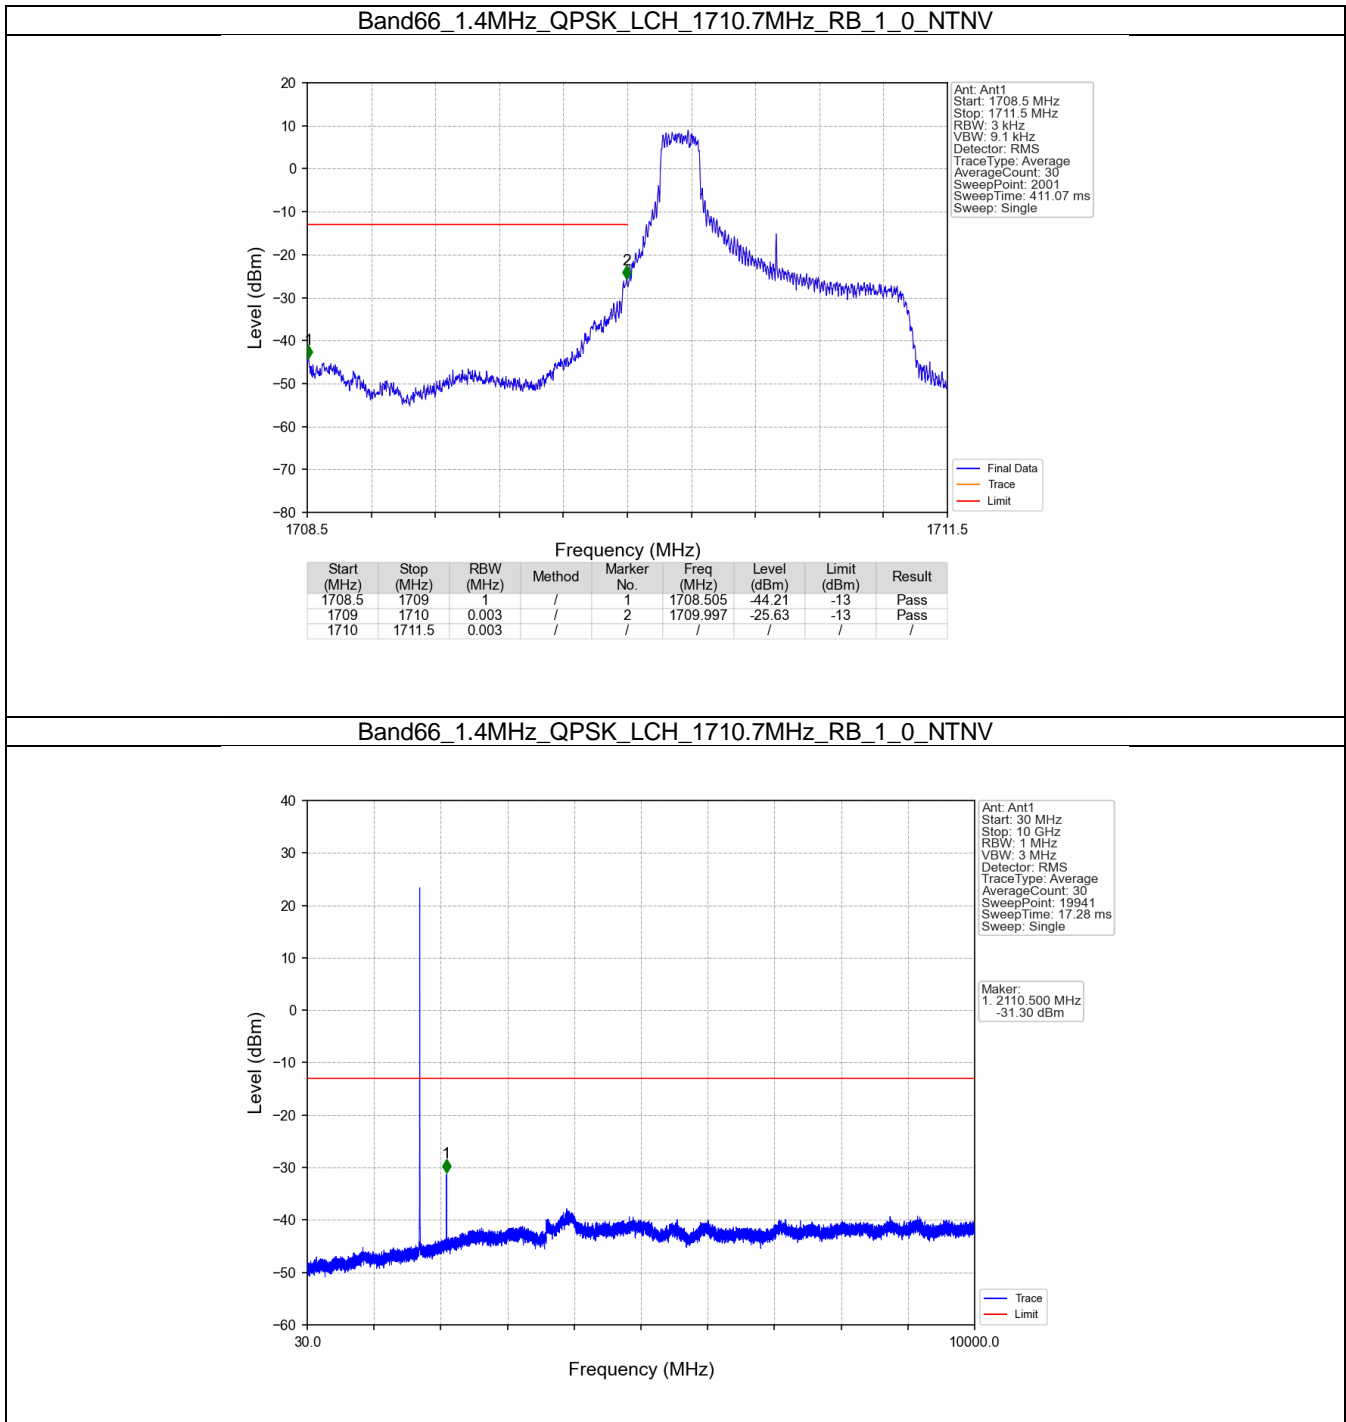 Band66_1.4MHz_QPSK_LCH_1710.7MHz_RB_1_0_NTNV
20
10
0
−10
−20
−30
−40
−50
−60
−70
−80
Level (dBm)
1
2
1708.5
1711.5
Frequency (MHz)
Ant: Ant1
Start: 1708.5 MHz
Stop: 1711.5 MHz
RBW: 3 kHz
VBW: 9.1 kHz
Detector: RMS
TraceType: Average
AverageCount: 30
SweepPoint: 2001
SweepTime: 411.07 ms
Sweep: Single
Final Data
Trace
Limit
Start Stop RBW Method Marker Freq Level Limit Result
(MHz) (MHz) (MHz) No. (MHz) (dBm) (dBm)
1708.5 1709 1 / 1 1708.505 -44.21 -13 Pass
1709 1710 0.003 / 2 1709.997 -25.63 -13 Pass
1710 1711.5 0.003 / / / / / /
Band66_1.4MHz_QPSK_LCH_1710.7MHz_RB_1_0_NTNV
40
30
20
10
0
−10
−20
−30
−40
−50
−60
Level (dBm)
1
30.0
10000.0
Frequency (MHz)
Ant: Ant1
Start: 30 MHz
Stop: 10 GHz
RBW: 1 MHz
VBW: 3 MHz
Detector: RMS
TraceType: Average
AverageCount: 30
SweepPoint: 19941
SweepTime: 17.28 ms
Sweep: Single
Maker:
1. 2110.500 MHz
-31.30 dBm
Trace
Limit